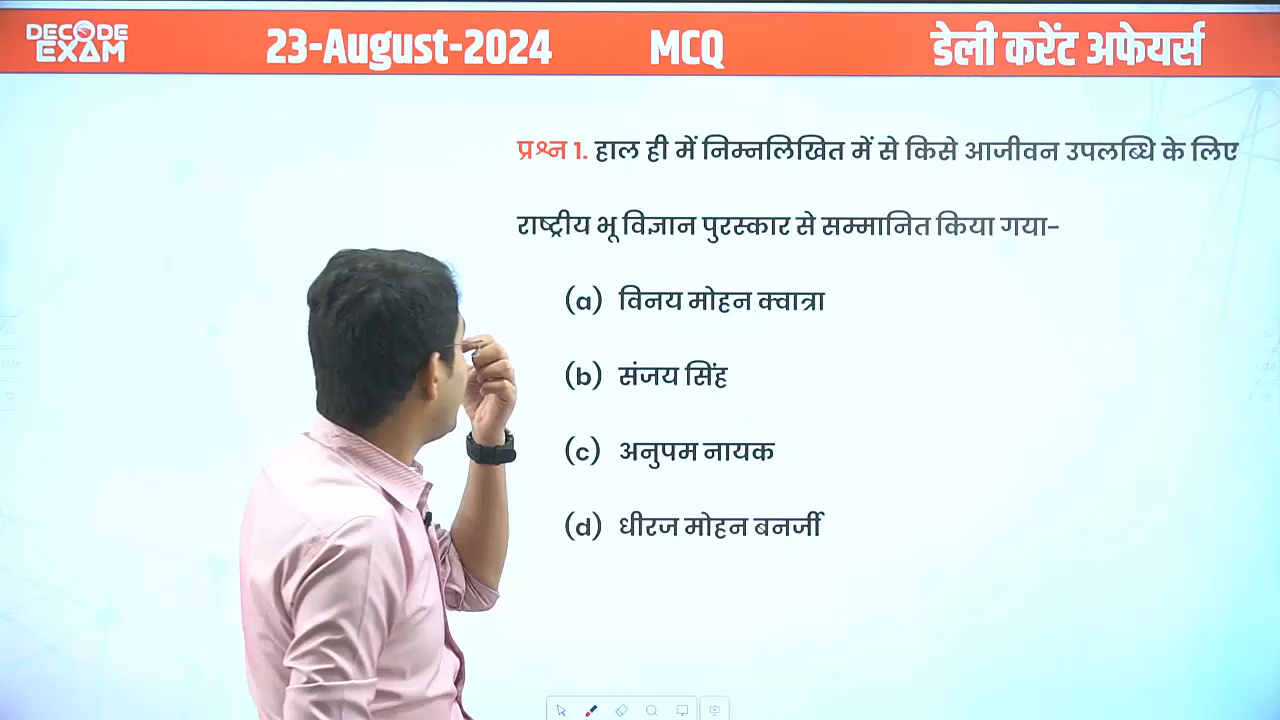 DECODE
EXAM
23-August-2024 MCQ डेली करेंट अफेयर्स
प्रश्न 1. हाल ही में निम्नलिखित में से किसे आजीवन उपलब्धि के लिए
राष्ट्रीय भू विज्ञान पुरस्कार से सम्मानित किया गया-
(a) विनय मोहन क्वात्रा
(b) संजय सिंह
(c) अनुपम नायक
(d) धीरज मोहन बनर्जी